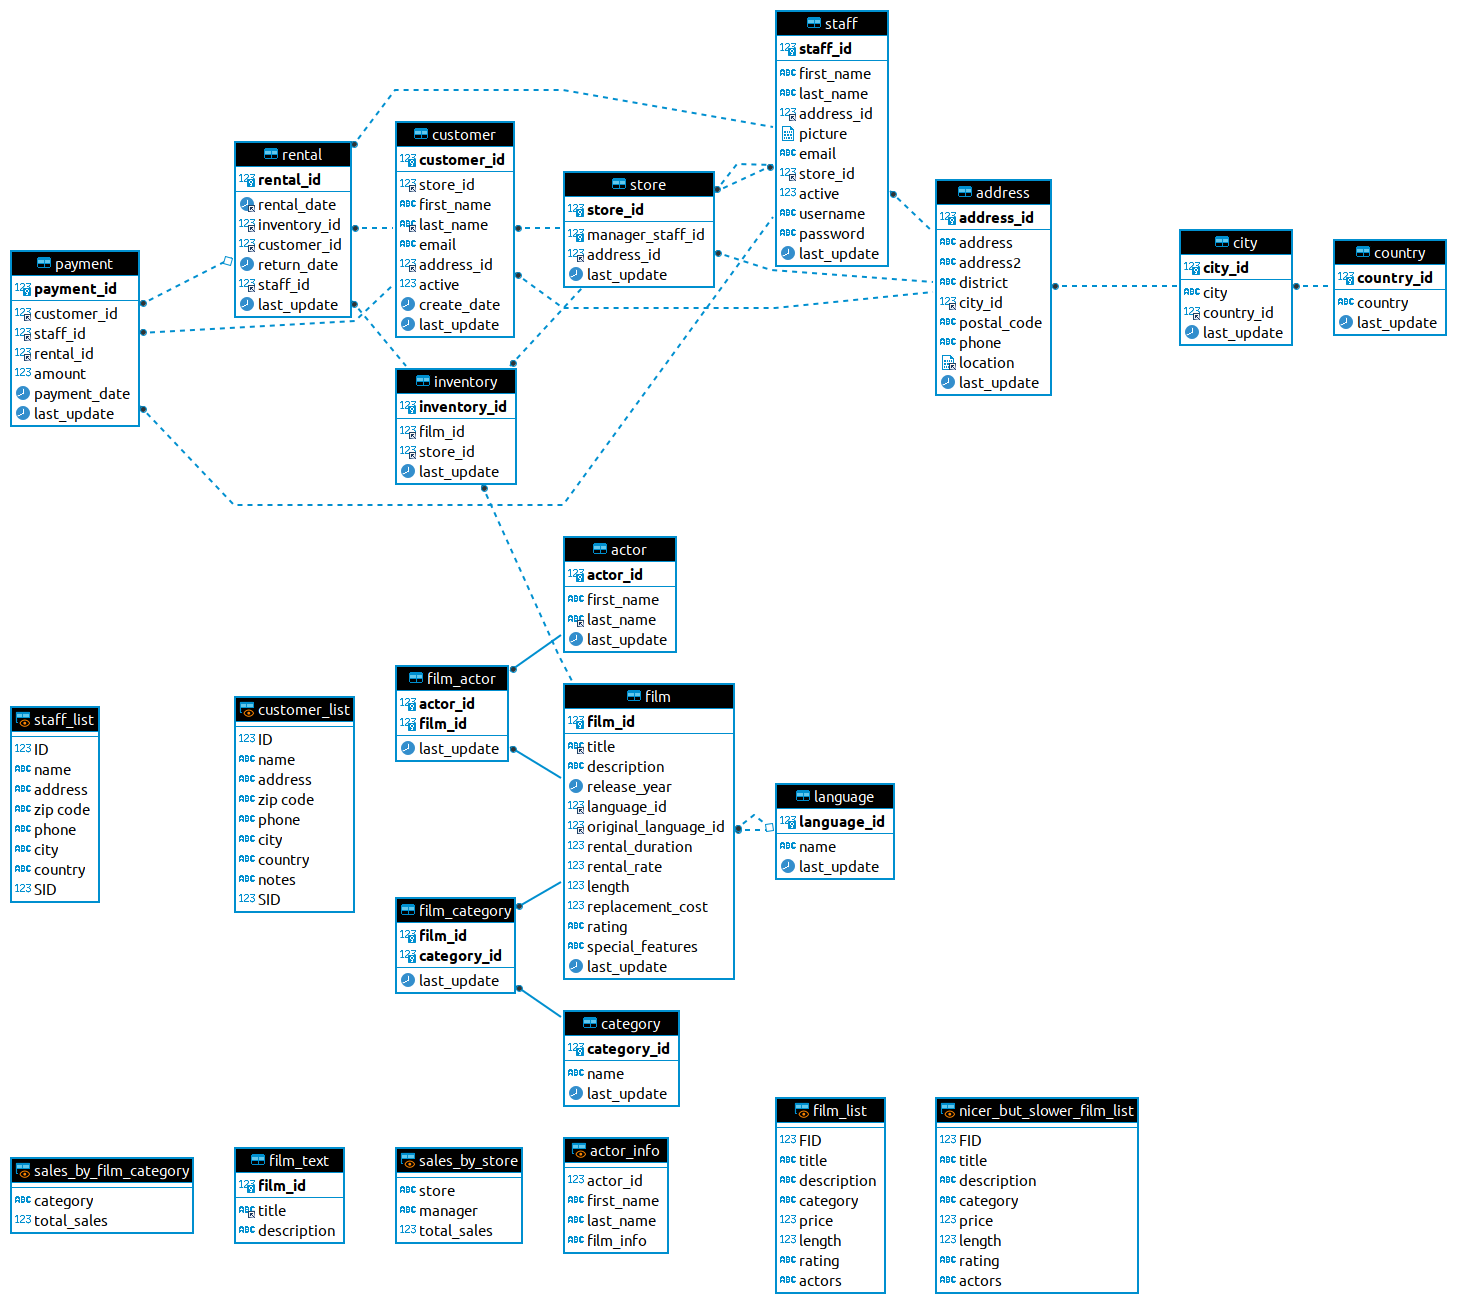 staff
staff_id
first_name
last_name
address_id
picture
email
store_id
active
username
password
last_update
customer
customer_id
store_id
first_name
last_name
email
address_id
active
create_date
last_update
rental
rental_id
rental_date
inventory_id
customer_id
return_date
staff_id
last_update
store
store_id
manager_staff_id
address_id
last_update
address
address_id
address
address2
district
city_id
postal_code
phone
location
last_update
city
city_id
city
country_id
last_update
country
country_id
country
last_update
payment
payment_id
customer_id
staff_id
rental_id
amount
payment_date
last_update
inventory
inventory_id
film_id
store_id
last_update
actor
actor_id
first_name
last_name
last_update
film_actor
actor_id
film_id
last_update
film
film_id
title
description
release_year
language_id
original_language_id
rental_duration
rental_rate
length
replacement_cost
rating
special_features
last_update
language
language_id
name
last_update
staff_list
ID
name
address
zip code
phone
city
country
SID
customer_list
ID
name
address
zip code
phone
city
country
notes
SID
film_category
film_id
category_id
last_update
category
category_id
name
last_update
sales_by_film_category
category
total_sales
film_text
film_id
title
description
sales_by_store
store
manager
total_sales
actor_info
actor_id
first_name
last_name
film_info
film_list
FID
title
description
category
price
length
rating
actors
nicer_but_slower_film_list
FID
title
description
category
price
length
rating
actors